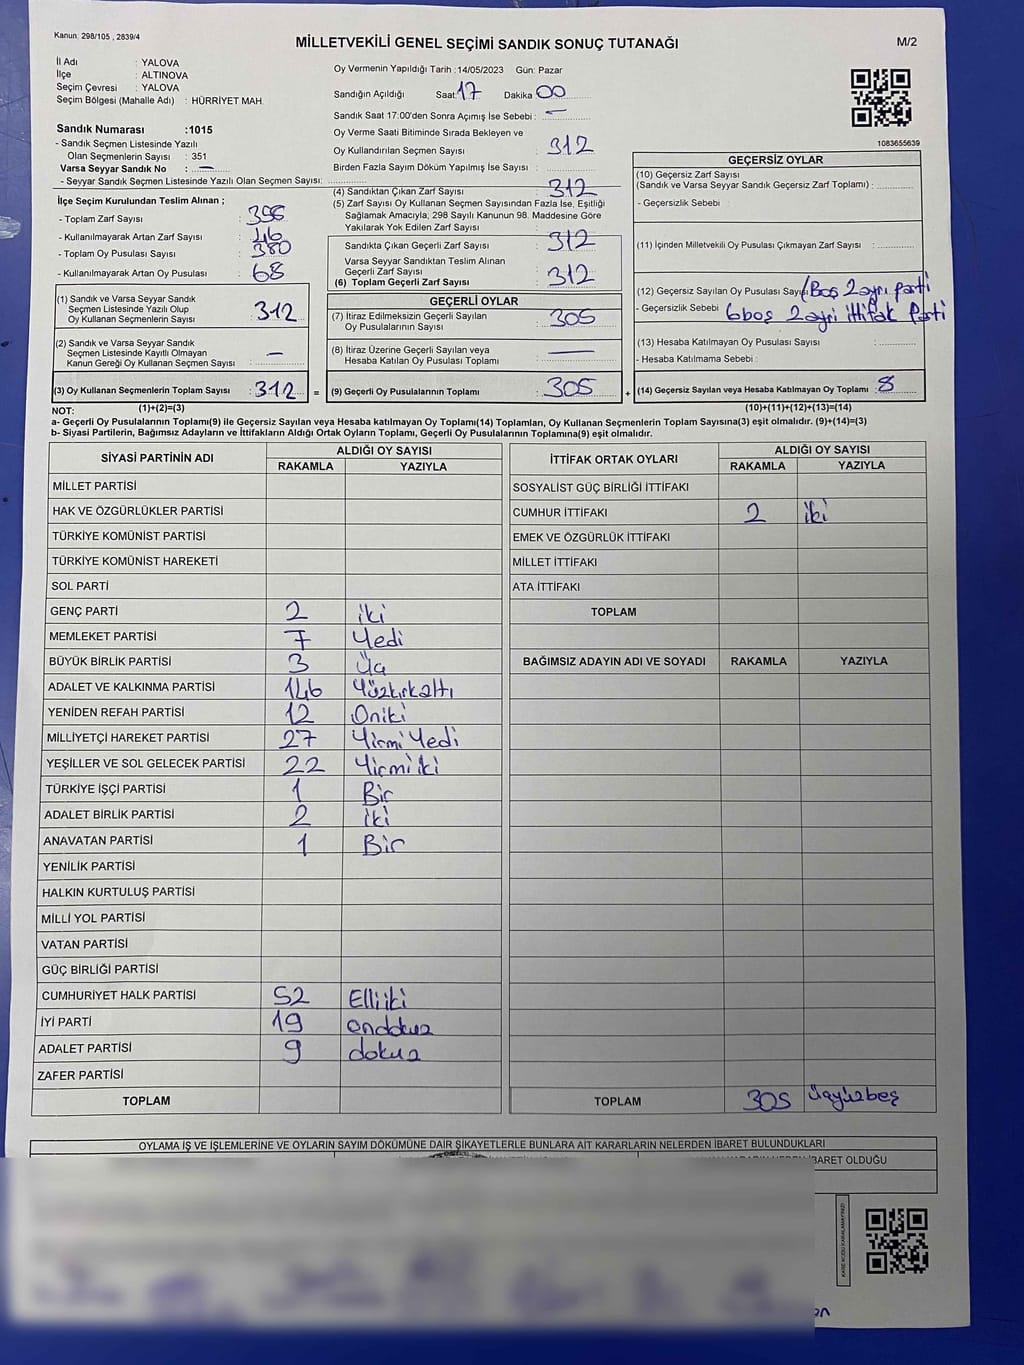 Kanun: 298/105 , 2839/4
MİLLETVEKİLİ GENEL SEÇİMİ SANDIK SONUÇ TUTANAĞI
M/2
İl Adı : YALOVA
İlçe : ALTINOVA
Seçim Çevresi : YALOVA
Seçim Bölgesi (Mahalle Adı) : HÜRRİYET MAH.
Sandık Numarası :1015
- Sandık Seçmen Listesinde Yazılı
Olan Seçmenlerin Sayısı : 351
Varsa Seyyar Sandık No : —
- Seyyar Sandık Seçmen Listesinde Yazılı Olan Seçmen Sayısı:
İlçe Seçim Kurulundan Teslim Alınan ;
- Toplam Zarf Sayısı :
- Kullanılmayarak Artan Zarf Sayısı : 46
- Toplam Oy Pusulası Sayısı : 380
- Kullanılmayarak Artan Oy Pusulası : 68
(1) Sandık ve Varsa Seyyar Sandık
Seçmen Listesinde Yazılı Olup
Oy Kullanan Seçmenlerin Sayısı : 312
(2) Sandık ve Varsa Seyyar Sandık
Seçmen Listesinde Kayıtlı Olmayan
Kanun Gereği Oy Kullanan Seçmen Sayısı : —
(3) Oy Kullanan Seçmenlerin Toplam Sayısı : 312 =
(1)+(2)=(3)
Oy Vermenin Yapıldığı Tarih :14/05/2023 Gün: Pazar
Sandığın Açıldığı Saat: 17 Dakika 00
Sandık Saat 17:00'den Sonra Açımış İse Sebebi : —
Oy Verme Saati Bitiminde Sırada Bekleyen ve
Oy Kullandırılan Seçmen Sayısı : 312
Birden Fazla Sayım Döküm Yapılmış İse Sayısı :
(4) Sandıktan Çıkan Zarf Sayısı : 312
(5) Zarf Sayısı Oy Kullanan Seçmen Sayısından Fazla İse, Eşitliği
Sağlamak Amacıyla; 298 Sayılı Kanunun 98. Maddesine Göre
Yakılarak Yok Edilen Zarf Sayısı :
Sandıkta Çıkan Geçerli Zarf Sayısı : 312
Varsa Seyyar Sandıktan Teslim Alınan
Geçerli Zarf Sayısı :
(6) Toplam Geçerli Zarf Sayısı : 312
GEÇERLİ OYLAR
(7) İtiraz Edilmeksizin Geçerli Sayılan
Oy Pusulalarının Sayısı : 305
(8) İtiraz Üzerine Geçerli Sayılan veya
Hesaba Katılan Oy Pusulası Toplamı : —
(9) Geçerli Oy Pusulalarının Toplamı : 305 +
1083655639
GEÇERSİZ OYLAR
(10) Geçersiz Zarf Sayısı
(Sandık ve Varsa Seyyar Sandık Geçersiz Zarf Toplamı) :
- Geçersizlik Sebebi :
(11) İçinden Milletvekili Oy Pusulası Çıkmayan Zarf Sayısı :
(12) Geçersiz Sayılan Oy Pusulası Boş 2 ayrı parti
- Geçersizlik Sebebi 6 boş 2 ayrı ittifak Parti
(13) Hesaba Katılmayan Oy Pusulası Sayısı :
- Hesaba Katılmama Sebebi :
(14) Geçersiz Sayılan veya Hesaba Katılmayan Oy Toplamı : 8
(10)+(11)+(12)+(13)=(14)
NOT:
a- Geçerli Oy Pusulalarının Toplamı(9) ile Geçersiz Sayılan veya Hesaba katılmayan Oy Toplamı(14) Toplamları, Oy Kullanan Seçmenlerin Toplam Sayısına(3) eşit olmalıdır. (9)+(14)=(3)
b- Siyasi Partilerin, Bağımsız Adayların ve İttifakların Aldığı Ortak Oyların Toplamı, Geçerli Oy Pusulalarının Toplamına(9) eşit olmalıdır.
SİYASİ PARTİNİN ADI ALDIĞI OY SAYISI
RAKAMLA YAZIYLA
MİLLET PARTİSİ
HAK VE ÖZGÜRLÜKLER PARTİSİ
TÜRKİYE KOMÜNİST PARTİSİ
TÜRKİYE KOMÜNİST HAREKETİ
SOL PARTİ
GENÇ PARTİ 2 iki
MEMLEKET PARTİSİ 7 Yedi
BÜYÜK BİRLİK PARTİSİ 3 Üç
ADALET VE KALKINMA PARTİSİ 146 Yüzkırkaltı
YENİDEN REFAH PARTİSİ 12 Oniki
MİLLİYETÇİ HAREKET PARTİSİ 27 Yirmi Yedi
YEŞİLLER VE SOL GELECEK PARTİSİ 22 Yirmi iki
TÜRKİYE İŞÇİ PARTİSİ 1 Bir
ADALET BİRLİK PARTİSİ 2 iki
ANAVATAN PARTİSİ 1 Bir
YENİLİK PARTİSİ
HALKIN KURTULUŞ PARTİSİ
MİLLİ YOL PARTİSİ
VATAN PARTİSİ
GÜÇ BİRLİĞİ PARTİSİ
CUMHURİYET HALK PARTİSİ 52 Elliiki
İYİ PARTİ 19 ondokuz
ADALET PARTİSİ 9 dokuz
ZAFER PARTİSİ
TOPLAM
İTTİFAK ORTAK OYLARI ALDIĞI OY SAYISI
RAKAMLA YAZIYLA
SOSYALİST GÜÇ BİRLİĞİ İTTİFAKI
CUMHUR İTTİFAKI 2 iki
EMEK VE ÖZGÜRLÜK İTTİFAKI
MİLLET İTTİFAKI
ATA İTTİFAKI
TOPLAM
BAĞIMSIZ ADAYIN ADI VE SOYADI RAKAMLA YAZIYLA
TOPLAM 305 üçyüzbeş
OYLAMA İŞ VE İŞLEMLERİNE VE OYLARIN SAYIM DÖKÜMÜNE DAİR ŞİKAYETLERLE BUNLARA AİT KARARLARIN NELERDEN İBARET BULUNDUKLARI
OLDUĞU